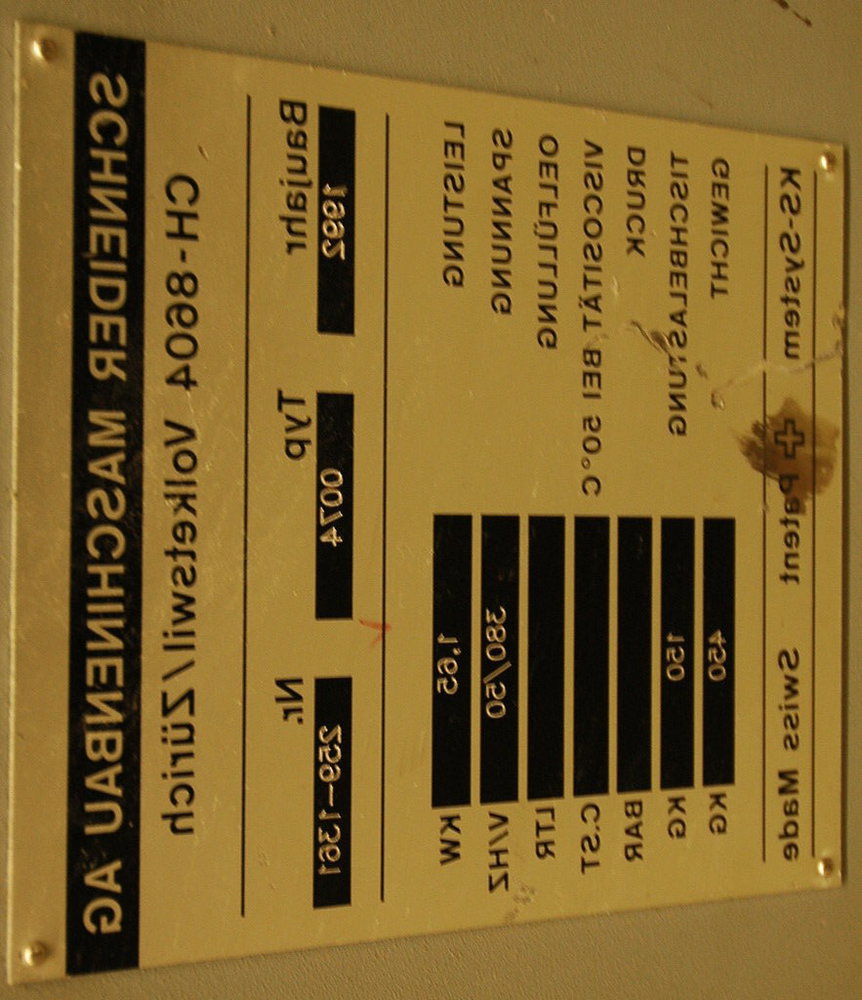 SCHNEIDER MASCHINENBAU AG
CH-8604 Volketswil/Zürich
Baujahr Typ Nr.
1992 0074 259-1361
LEISTUNG 1'65 KW
SPANNUNG 380/50 V/HZ
OELFÜLLUNG LTR
VISCOSITÄT BEI 50°C C'ST
DRUCK BAR
TISCHBELASTUNG 150 KG
GEWICHT 450 KG
KS-System Patent Swiss Made